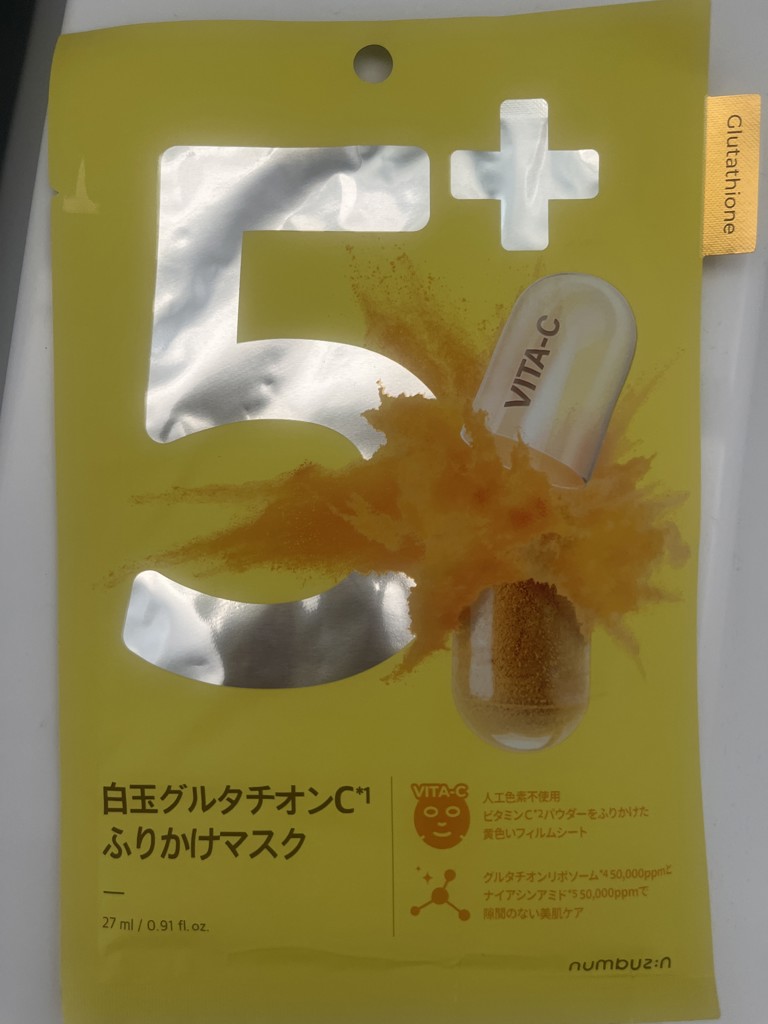 5+
Glutathione
VITA-C
白玉グルタチオンC*1
ふりかけマスク
27 ml / 0.91 fl. oz.
VITA-C
人工色素不使用
ビタミンC*2パウダーをふりかけた
黄色いフィルムシート
グルタチオンリポソーム*4 50,000ppmと
ナイアシンアミド*5 50,000ppmで
隙間のない美肌ケア
numbuz:n